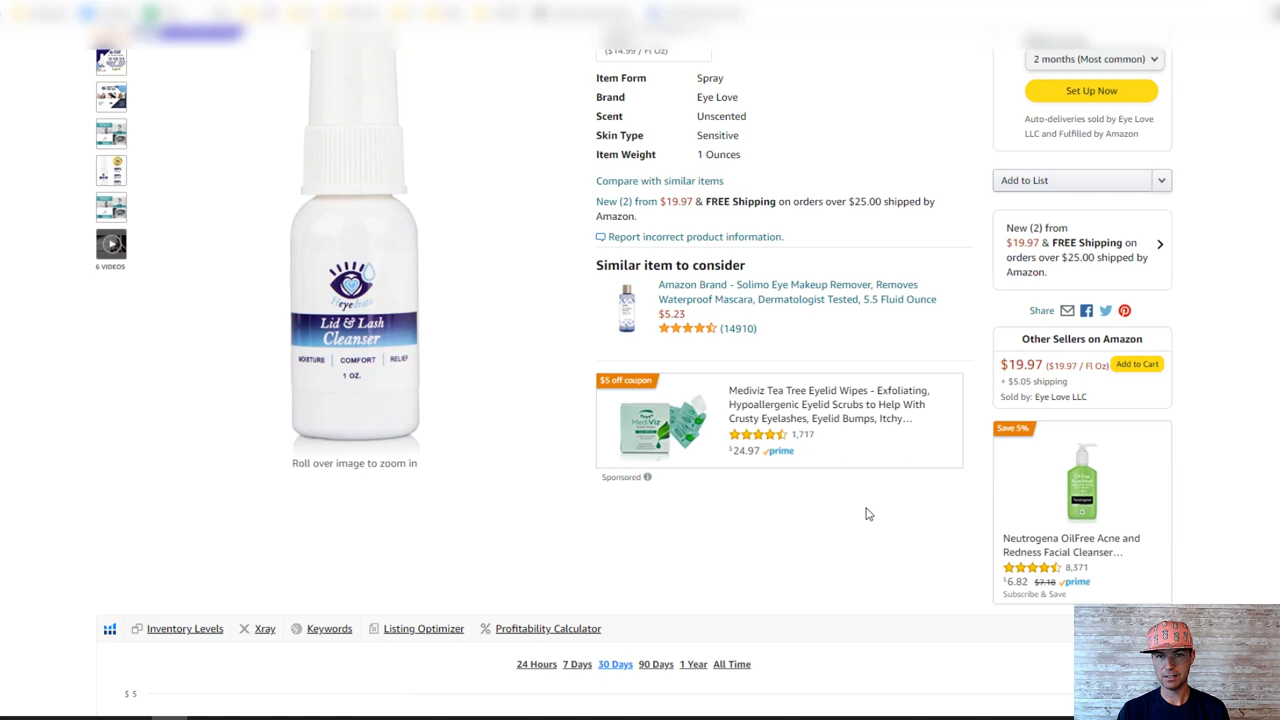 ($14.99 / Fl Oz)
Item Form Spray
Brand Eye Love
Scent Unscented
Skin Type Sensitive
Item Weight 1 Ounces
Compare with similar items
New (2) from $19.97 & FREE Shipping on orders over $25.00 shipped by
Amazon.
Report incorrect product information.
Similar item to consider
Amazon Brand - Solimo Eye Makeup Remover, Removes
Waterproof Mascara, Dermatologist Tested, 5.5 Fluid Ounce
$5.23
(14910)
$5 off coupon
MediViz
Mediviz Tea Tree Eyelid Wipes - Exfoliating,
Hypoallergenic Eyelid Scrubs to Help With
Crusty Eyelashes, Eyelid Bumps, Itchy…
1,717
$24.97 prime
Sponsored
6 VIDEOS
Heyedrate
Lid & Lash
Cleanser
MOISTURE | COMFORT | RELIEF
1 OZ.
Roll over image to zoom in
2 months (Most common)
Set Up Now
Auto-deliveries sold by Eye Love
LLC and Fulfilled by Amazon
Add to List
New (2) from
$19.97 & FREE Shipping on
orders over $25.00 shipped by
Amazon.
Share
Other Sellers on Amazon
$19.97 ($19.97 / Fl Oz) Add to Cart
+ $5.05 shipping
Sold by: Eye Love LLC
Save 5%
Neutrogena OilFree Acne and
Redness Facial Cleanser…
8,371
$6.82 $7.18 prime
Subscribe & Save
Inventory Levels Xray Keywords Listing Optimizer Profitability Calculator
24 Hours 7 Days 30 Days 90 Days 1 Year All Time
$ 5